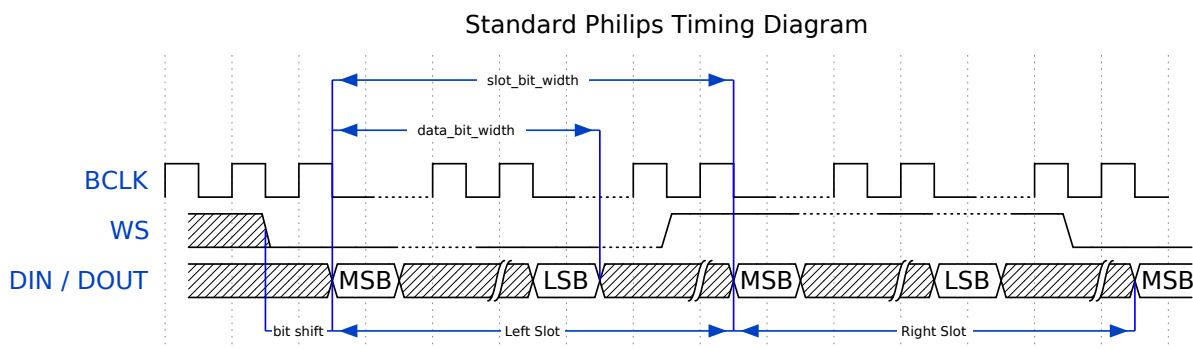 Standard Philips Timing Diagram
slot_bit_width
data_bit_width
BCLK
WS
DIN / DOUT
MSB
LSB
MSB
LSB
MSB
bit shift
Left Slot
Right Slot